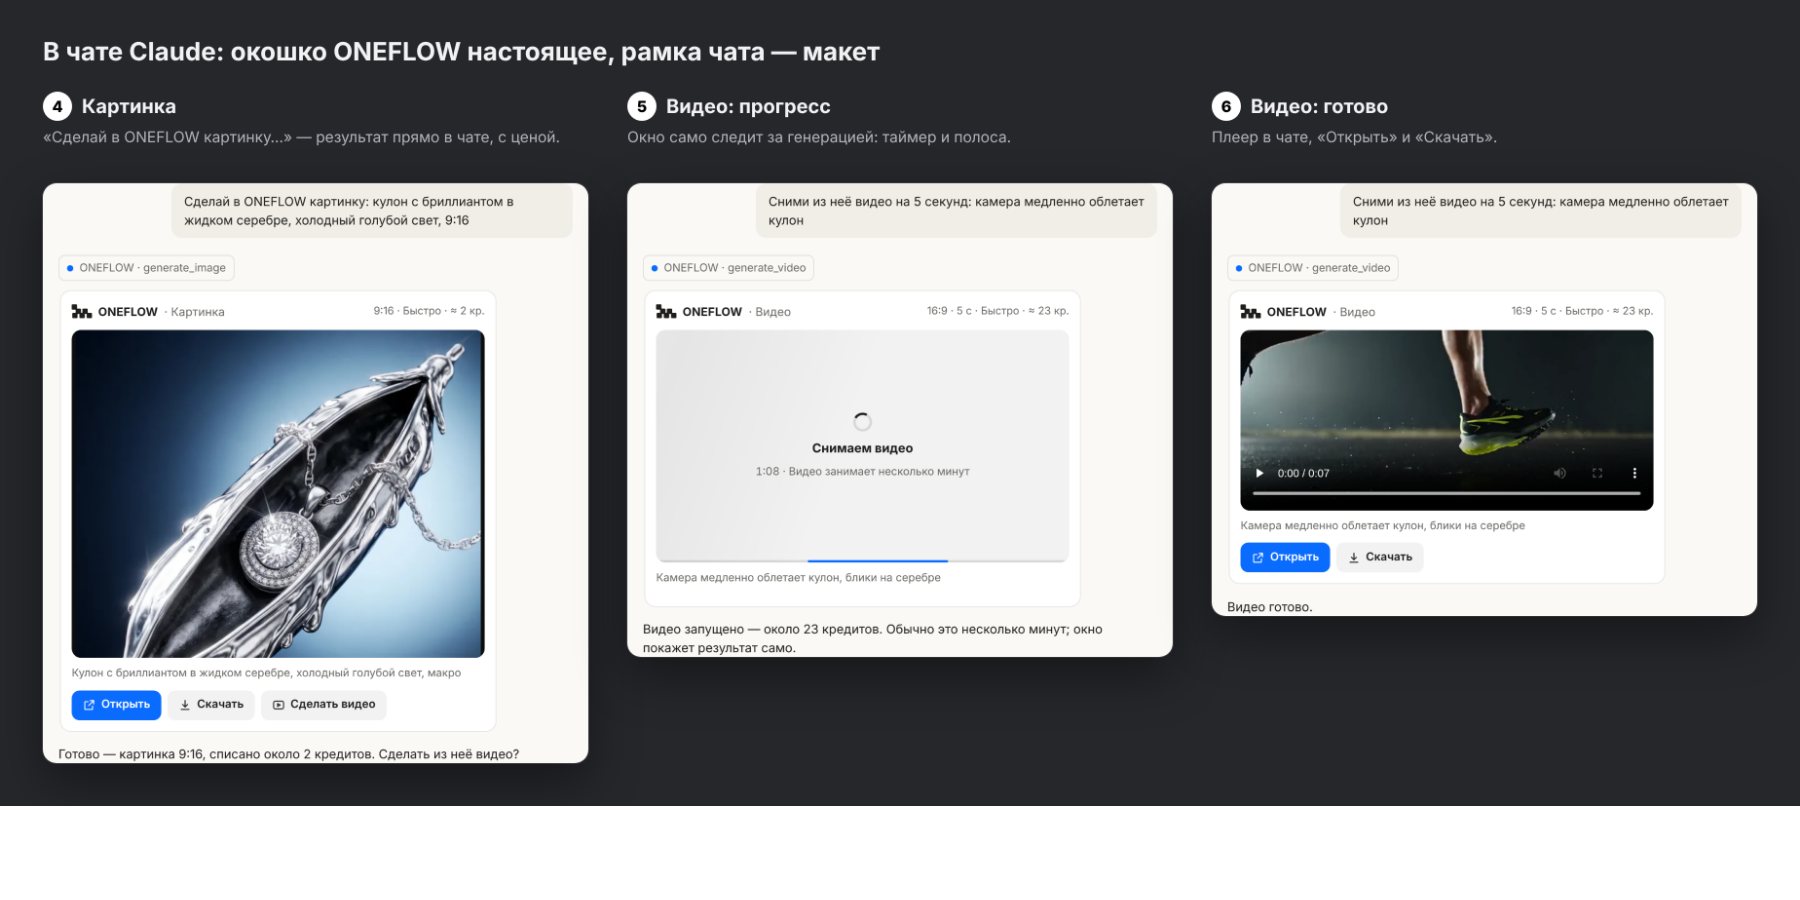 В чате Claude: окошко ONEFLOW настоящее, рамка чата — макет
4 Картинка
«Сделай в ONEFLOW картинку...» — результат прямо в чате, с ценой.
Сделай в ONEFLOW картинку: кулон с бриллиантом в
жидком серебре, холодный голубой свет, 9:16
ONEFLOW · generate_image
ONEFLOW · Картинка
9:16 · Быстро · ≈ 2 кр.
Кулон с бриллиантом в жидком серебре, холодный голубой свет, макро
Открыть
Скачать
Сделать видео
Готово — картинка 9:16, списано около 2 кредитов. Сделать из неё видео?
5 Видео: прогресс
Окно само следит за генерацией: таймер и полоса.
Сними из неё видео на 5 секунд: камера медленно облетает
кулон
ONEFLOW · generate_video
ONEFLOW · Видео
16:9 · 5 с · Быстро · ≈ 23 кр.
Снимаем видео
1:08 · Видео занимает несколько минут
Камера медленно облетает кулон, блики на серебре
Видео запущено — около 23 кредитов. Обычно это несколько минут; окно
покажет результат само.
6 Видео: готово
Плеер в чате, «Открыть» и «Скачать».
Сними из неё видео на 5 секунд: камера медленно облетает
кулон
ONEFLOW · generate_video
ONEFLOW · Видео
16:9 · 5 с · Быстро · ≈ 23 кр.
0:00 / 0:07
Камера медленно облетает кулон, блики на серебре
Открыть
Скачать
Видео готово.